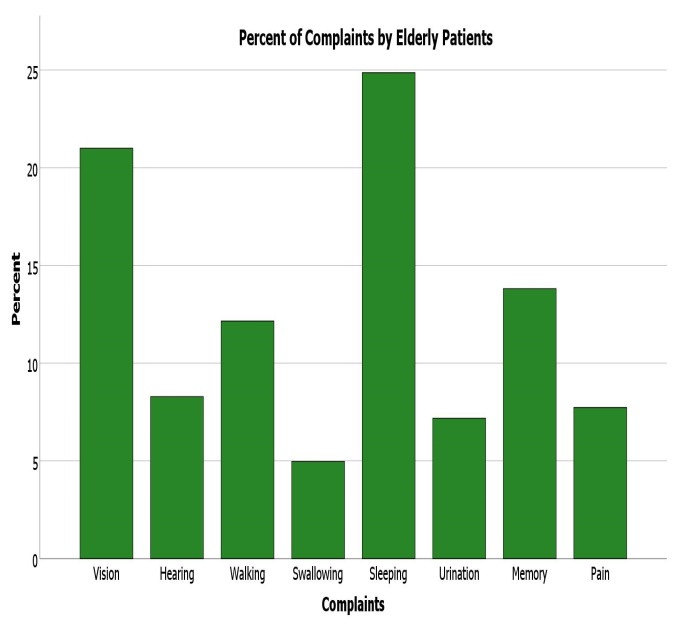 Percent of Complaints by Elderly Patients
25
20
15
10
5
0
Percent
Vision Hearing Walking Swallowing Sleeping Urination Memory Pain
Complaints